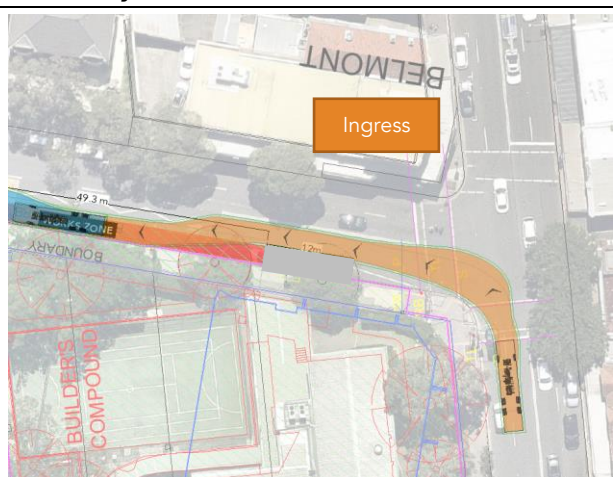 BELMONT
Ingress
49.3 m
WORKS ZONE
12m
BOUNDARY
BUILDER'S
COMPOUND